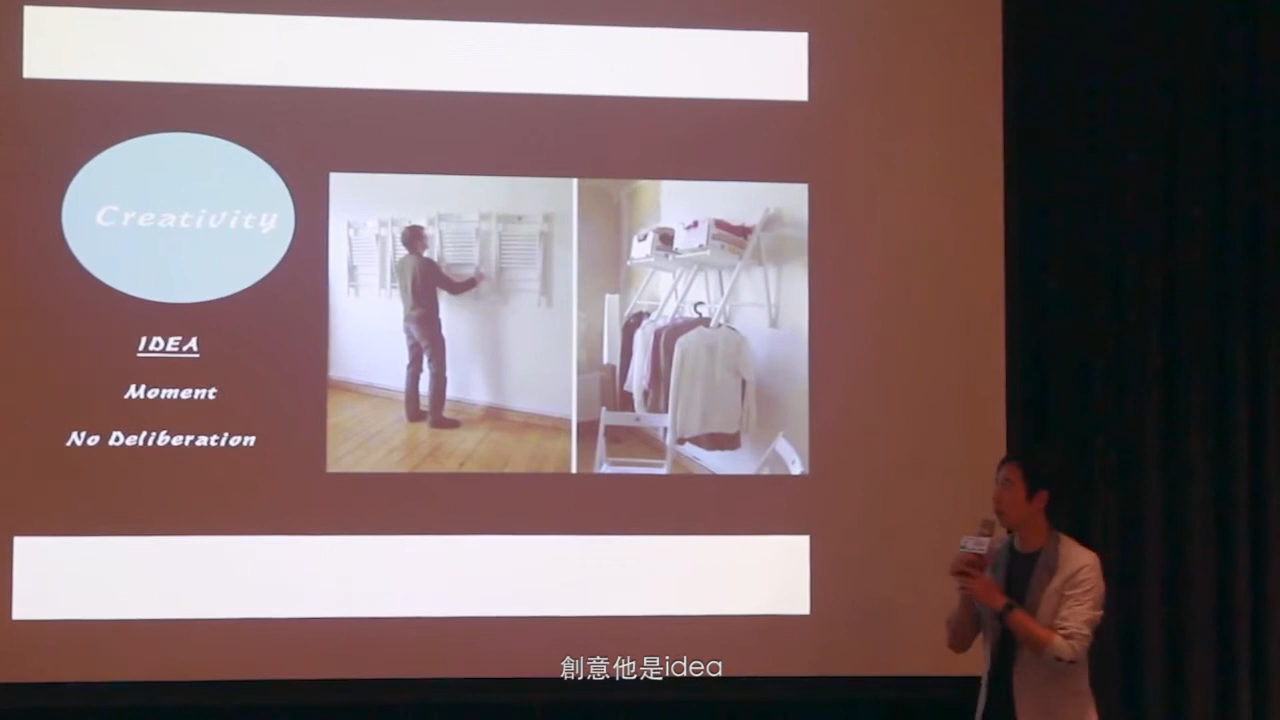 Creativity
IDEA
Moment
No Deliberation
創意他是idea